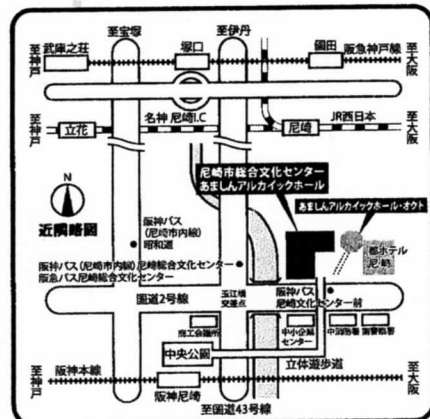 至宝塚
至伊丹
至神戸
武庫之荘
塚口
園田
阪急神戸線
至大阪
名神 尼崎I.C
JR西日本
至神戸
立花
尼崎
至大阪
尼崎市総合文化センター
あましんアルカイックホール
あましんアルカイックホール・オクト
N
近隣略図
都ホテル
尼崎
阪神バス
(尼崎市内線)
昭和通
阪神バス(尼崎市内線)尼崎総合文化センター
阪急バス尼崎総合文化センター
阪神バス
尼崎文化センター前
国道2号線
玉江橋
交差点
商工会議所
中小企業
センター
中消防署
東警察署
中央公園
立体遊歩道
至神戸
阪神本線
阪神尼崎
至大阪
至国道43号線